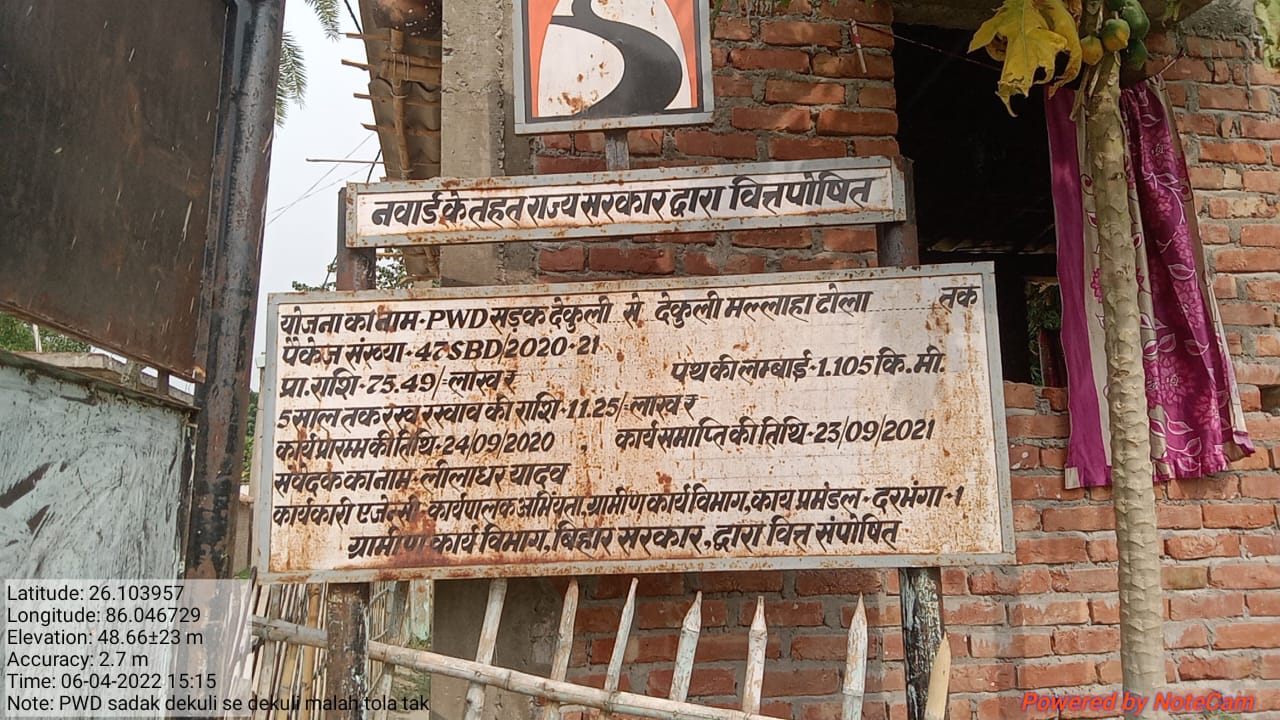 नवार्ड के तहत राज्य सरकार द्वारा वित्तपोषित
योजना का नाम-PWD सड़क देकुली से देकुली मल्लाहा टोला तक
पैकेज संख्या-47SBD/2020-21
प्रा.राशि-75.49/-लाख ₹ पथ की लम्बाई-1.105 कि.मी.
5 साल तक रख रखाव की राशि-11.25/-लाख ₹
कार्य प्रारम्भ की तिथि-24/09/2020 , कार्य समाप्ति की तिथि-23/09/2021
संवेदक का नाम-लीलाधर यादव
कार्यकारी एजेन्सी-कार्यपालक अभियंता,ग्रामीण कार्य विभाग,कार्य प्रमंडल-दरभंगा-1
ग्रामीण कार्य विभाग,बिहार सरकार,द्वारा वित्त संपोषित
Latitude: 26.103957
Longitude: 86.046729
Elevation: 48.66±23 m
Accuracy: 2.7 m
Time: 06-04-2022 15:15
Note: PWD sadak dekuli se dekuli malah tola tak
Powered by NoteCam